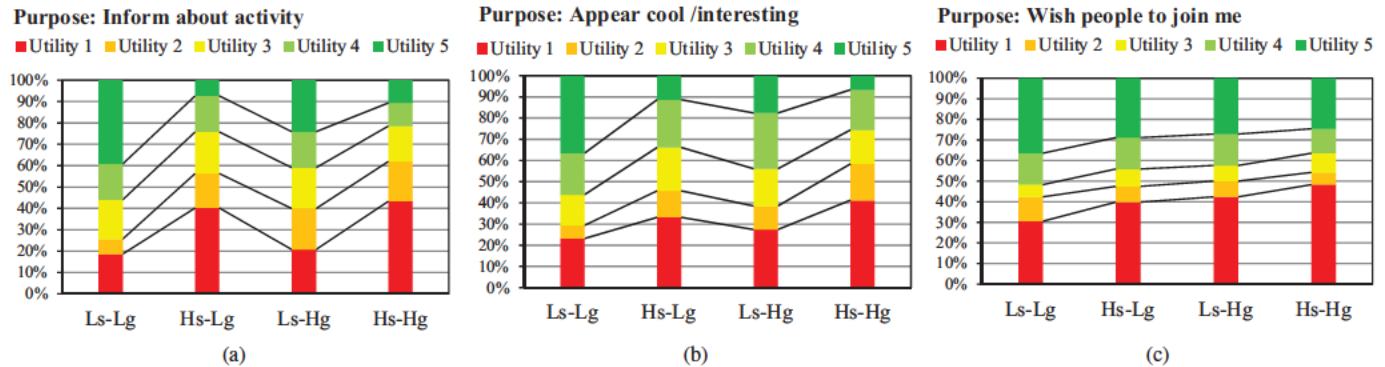 Purpose: Inform about activity
Utility 1 Utility 2 Utility 3 Utility 4 Utility 5
100%
90%
80%
70%
60%
50%
40%
30%
20%
10%
0%
Ls-Lg Hs-Lg Ls-Hg Hs-Hg
(a)
Purpose: Appear cool /interesting
Utility 1 Utility 2 Utility 3 Utility 4 Utility 5
100%
90%
80%
70%
60%
50%
40%
30%
20%
10%
0%
Ls-Lg Hs-Lg Ls-Hg Hs-Hg
(b)
Purpose: Wish people to join me
Utility 1 Utility 2 Utility 3 Utility 4 Utility 5
100%
90%
80%
70%
60%
50%
40%
30%
20%
10%
0%
Ls-Lg Hs-Lg Ls-Hg Hs-Hg
(c)